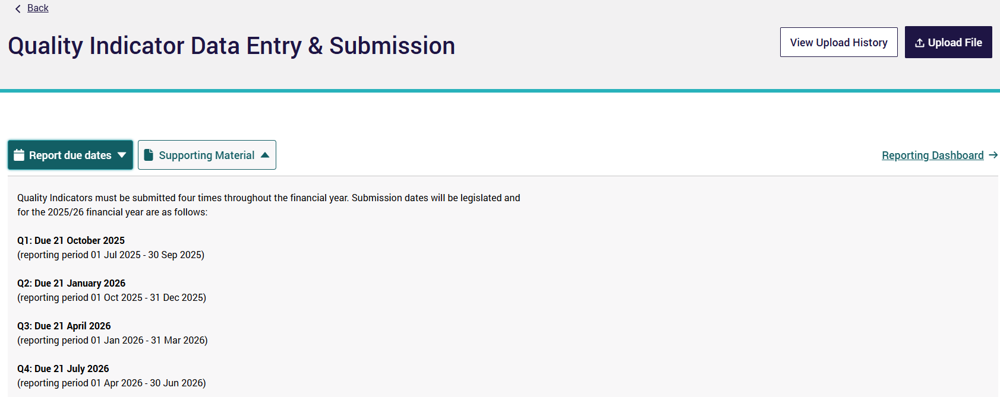 Back
Quality Indicator Data Entry & Submission
View Upload History
Upload File
Report due dates
Supporting Material
Reporting Dashboard
Quality Indicators must be submitted four times throughout the financial year. Submission dates will be legislated and
for the 2025/26 financial year are as follows:
Q1: Due 21 October 2025
(reporting period 01 Jul 2025 - 30 Sep 2025)
Q2: Due 21 January 2026
(reporting period 01 Oct 2025 - 31 Dec 2025)
Q3: Due 21 April 2026
(reporting period 01 Jan 2026 - 31 Mar 2026)
Q4: Due 21 July 2026
(reporting period 01 Apr 2026 - 30 Jun 2026)